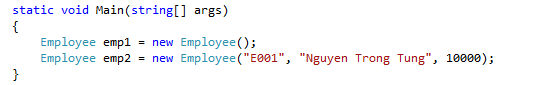 static void Main(string[] args)
{
Employee emp1 = new Employee();
Employee emp2 = new Employee("E001", "Nguyen Trong Tung", 10000);
}